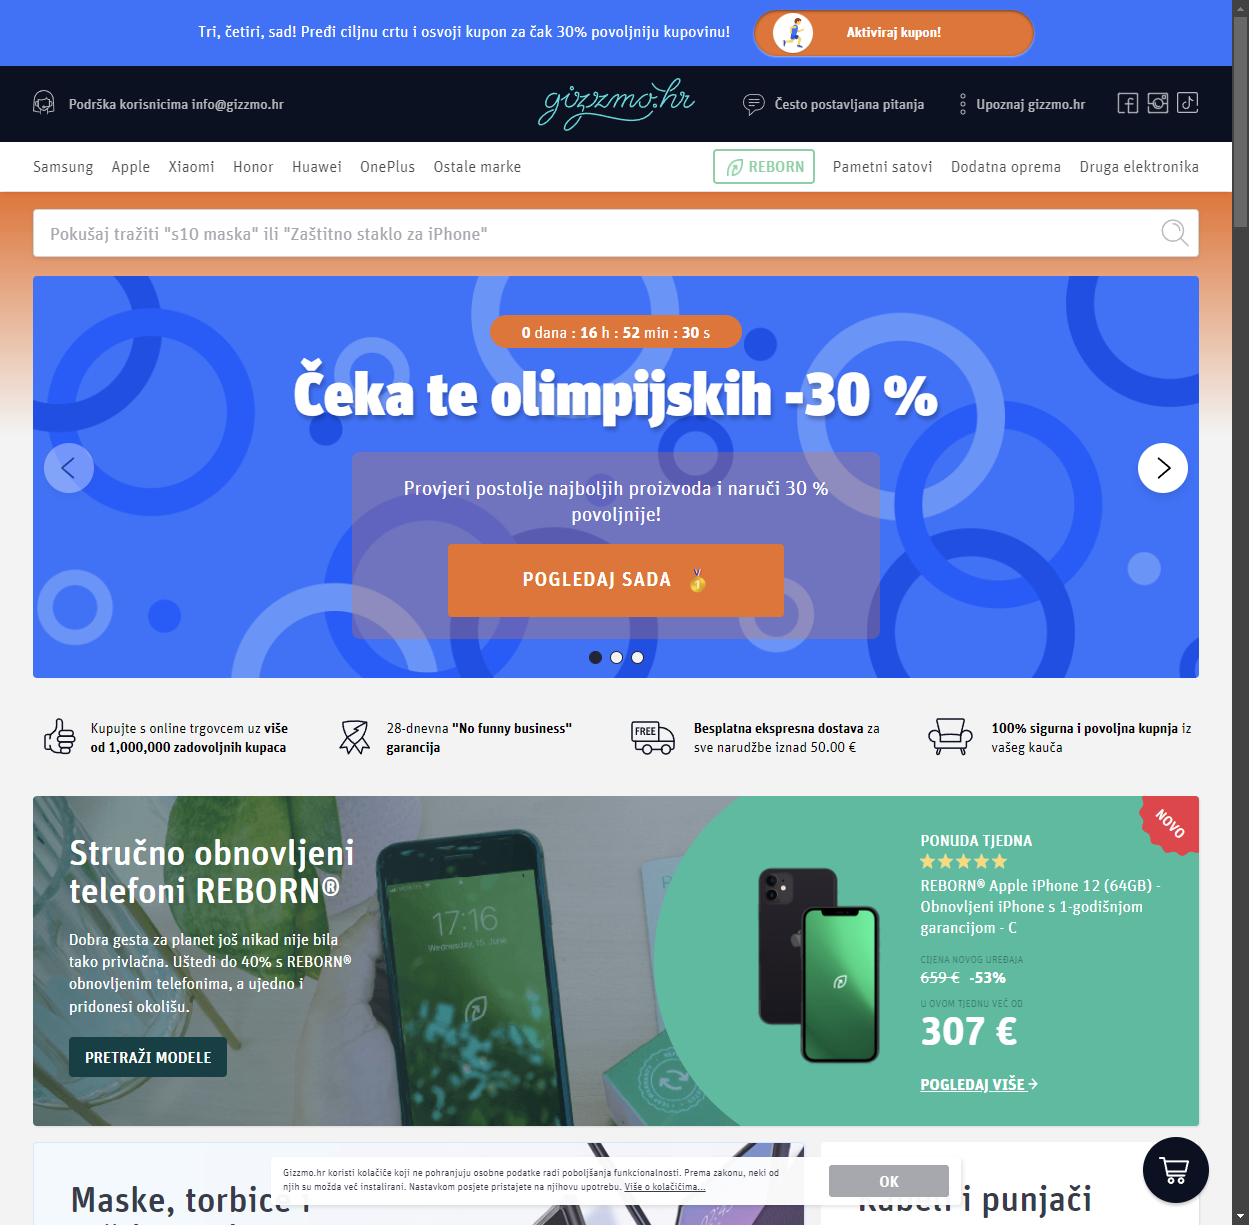 Tri, četiri, sad! Pređi ciljnu crtu i osvoji kupon za čak 30% povoljniju kupovinu!
Aktiviraj kupon!
Podrška korisnicima info@gizzmo.hr
gizzmo.hr
Često postavljana pitanja
Upoznaj gizzmo.hr
Samsung Apple Xiaomi Honor Huawei OnePlus Ostale marke
REBORN Pametni satovi Dodatna oprema Druga elektronika
Pokušaj tražiti "s10 maska" ili "Zaštitno staklo za iPhone"
0 dana : 16 h : 52 min : 30 s
Čeka te olimpijskih -30 %
Provjeri postolje najboljih proizvoda i naruči 30 %
povoljnije!
POGLEDAJ SADA
Kupujte s online trgovcem uz više
od 1,000,000 zadovoljnih kupaca
28-dnevna "No funny business"
garancija
FREE
Besplatna ekspresna dostava za
sve narudžbe iznad 50.00 €
100% sigurna i povoljna kupnja iz
vašeg kauča
Stručno obnovljeni
telefoni REBORN®
Dobra gesta za planet još nikad nije bila
tako privlačna. Uštedi do 40% s REBORN®
obnovljenim telefonima, a ujedno i
pridonesi okolišu.
PRETRAŽI MODELE
17:16
Wednesday, 15. June
NOVO
PONUDA TJEDNA
REBORN® Apple iPhone 12 (64GB) -
Obnovljeni iPhone s 1-godišnjom
garancijom - C
CIJENA NOVOG UREĐAJA
659 € -53%
U OVOM TJEDNU VEĆ OD
307 €
POGLEDAJ VIŠE
Gizzmo.hr koristi kolačiće koji ne pohranjuju osobne podatke radi poboljšanja funkcionalnosti. Prema zakonu, neki od
njih su možda već instalirani. Nastavkom posjete pristajete na njihovu upotrebu. Više o kolačićima...
OK
Maske, torbice i
Kabeli i punjači